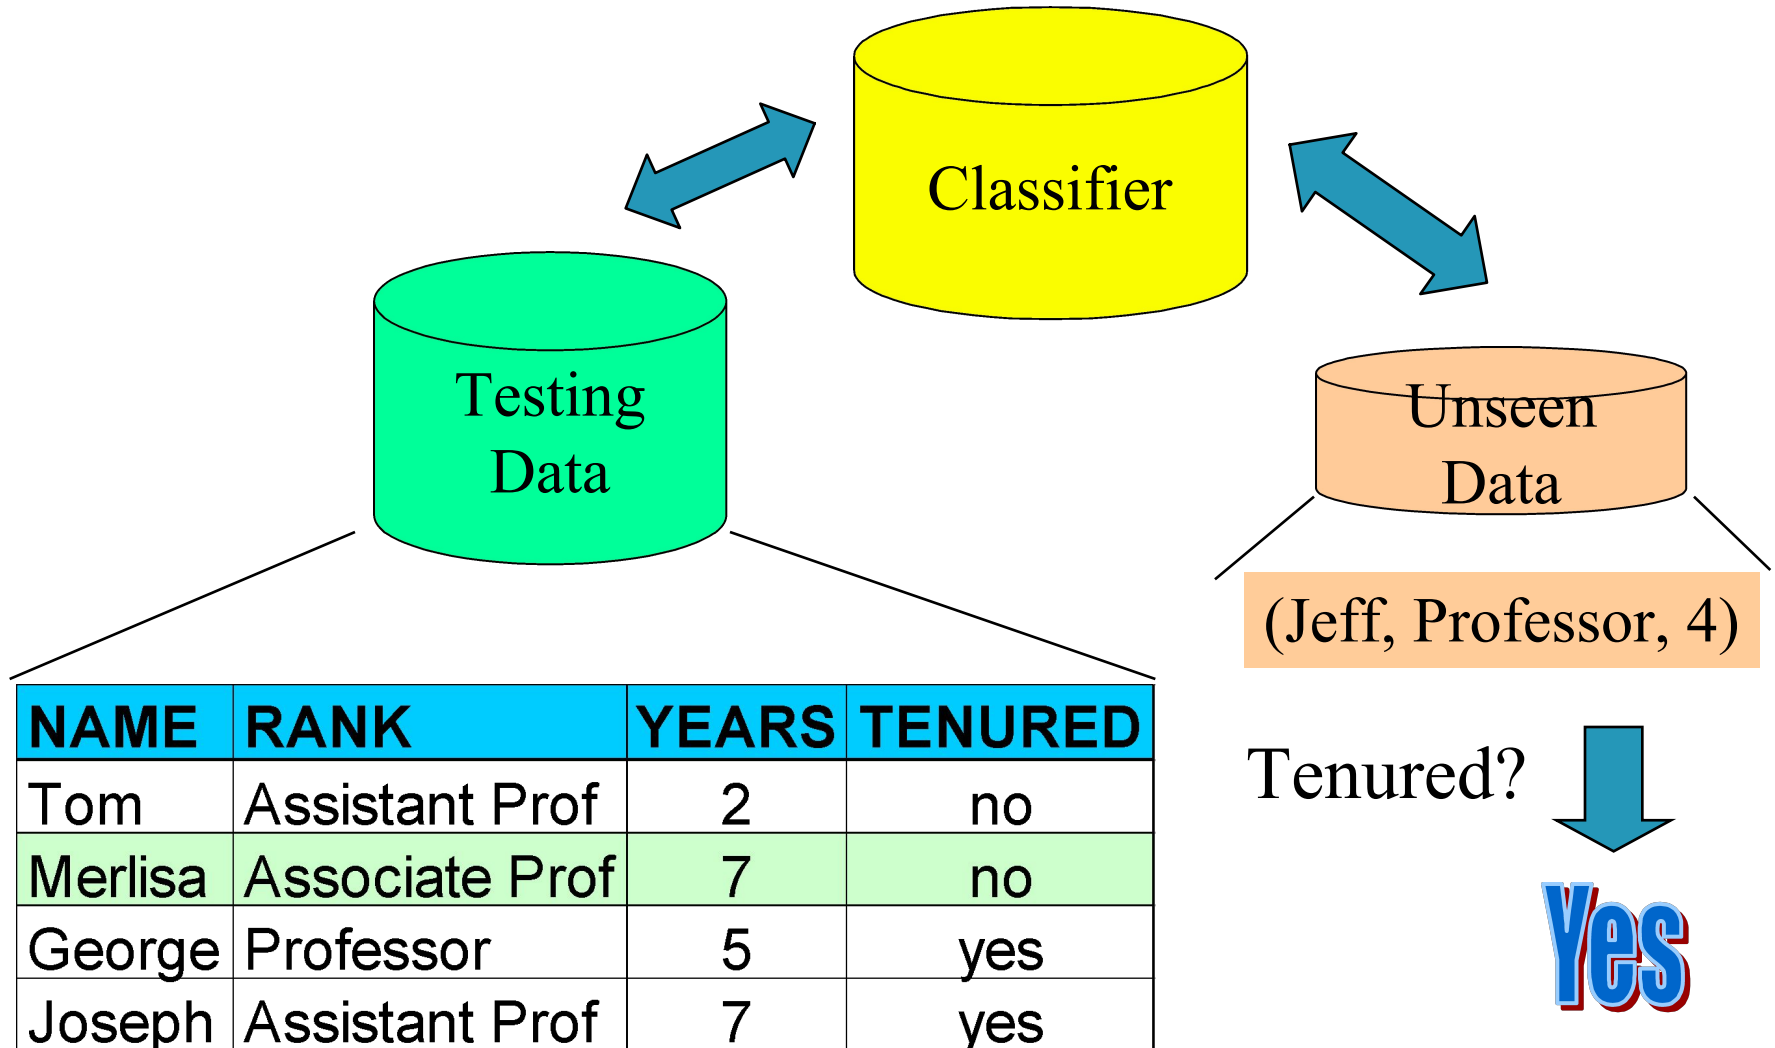 Classifier
Testing
Data
Unseen
Data
(Jeff, Professor, 4)
NAME RANK YEARS TENURED
Tom Assistant Prof 2 no
Merlisa Associate Prof 7 no
George Professor 5 yes
Joseph Assistant Prof 7 yes
Tenured?
Yes